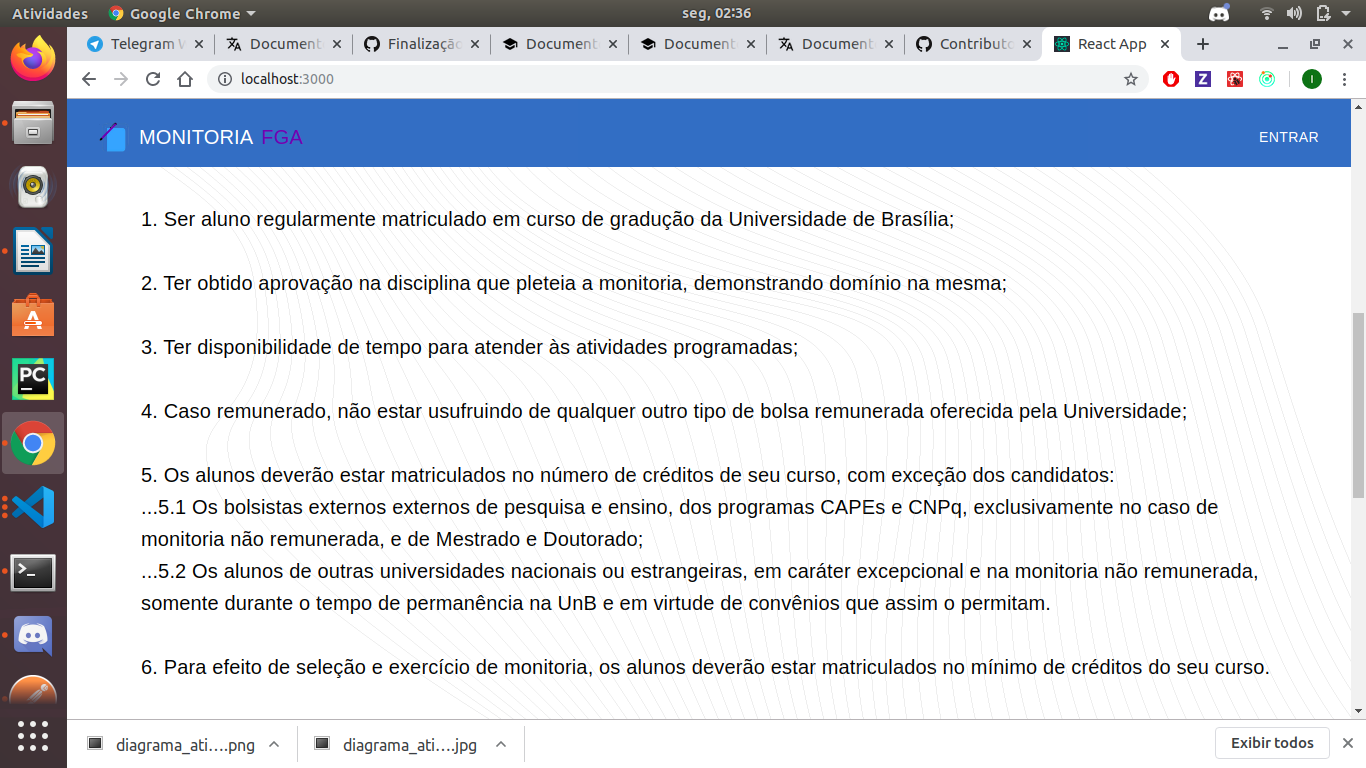 Atividades Google Chrome seg, 02:36
Telegram W Document Finalização Document Document Document Contributo React App
localhost:3000
MONITORIA FGA ENTRAR
1. Ser aluno regularmente matriculado em curso de gradução da Universidade de Brasília;
2. Ter obtido aprovação na disciplina que pleteia a monitoria, demonstrando domínio na mesma;
3. Ter disponibilidade de tempo para atender às atividades programadas;
4. Caso remunerado, não estar usufruindo de qualquer outro tipo de bolsa remunerada oferecida pela Universidade;
5. Os alunos deverão estar matriculados no número de créditos de seu curso, com exceção dos candidatos:
...5.1 Os bolsistas externos externos de pesquisa e ensino, dos programas CAPEs e CNPq, exclusivamente no caso de
monitoria não remunerada, e de Mestrado e Doutorado;
...5.2 Os alunos de outras universidades nacionais ou estrangeiras, em caráter excepcional e na monitoria não remunerada,
somente durante o tempo de permanência na UnB e em virtude de convênios que assim o permitam.
6. Para efeito de seleção e exercício de monitoria, os alunos deverão estar matriculados no mínimo de créditos do seu curso.
diagrama_ati....png diagrama_ati....jpg Exibir todos